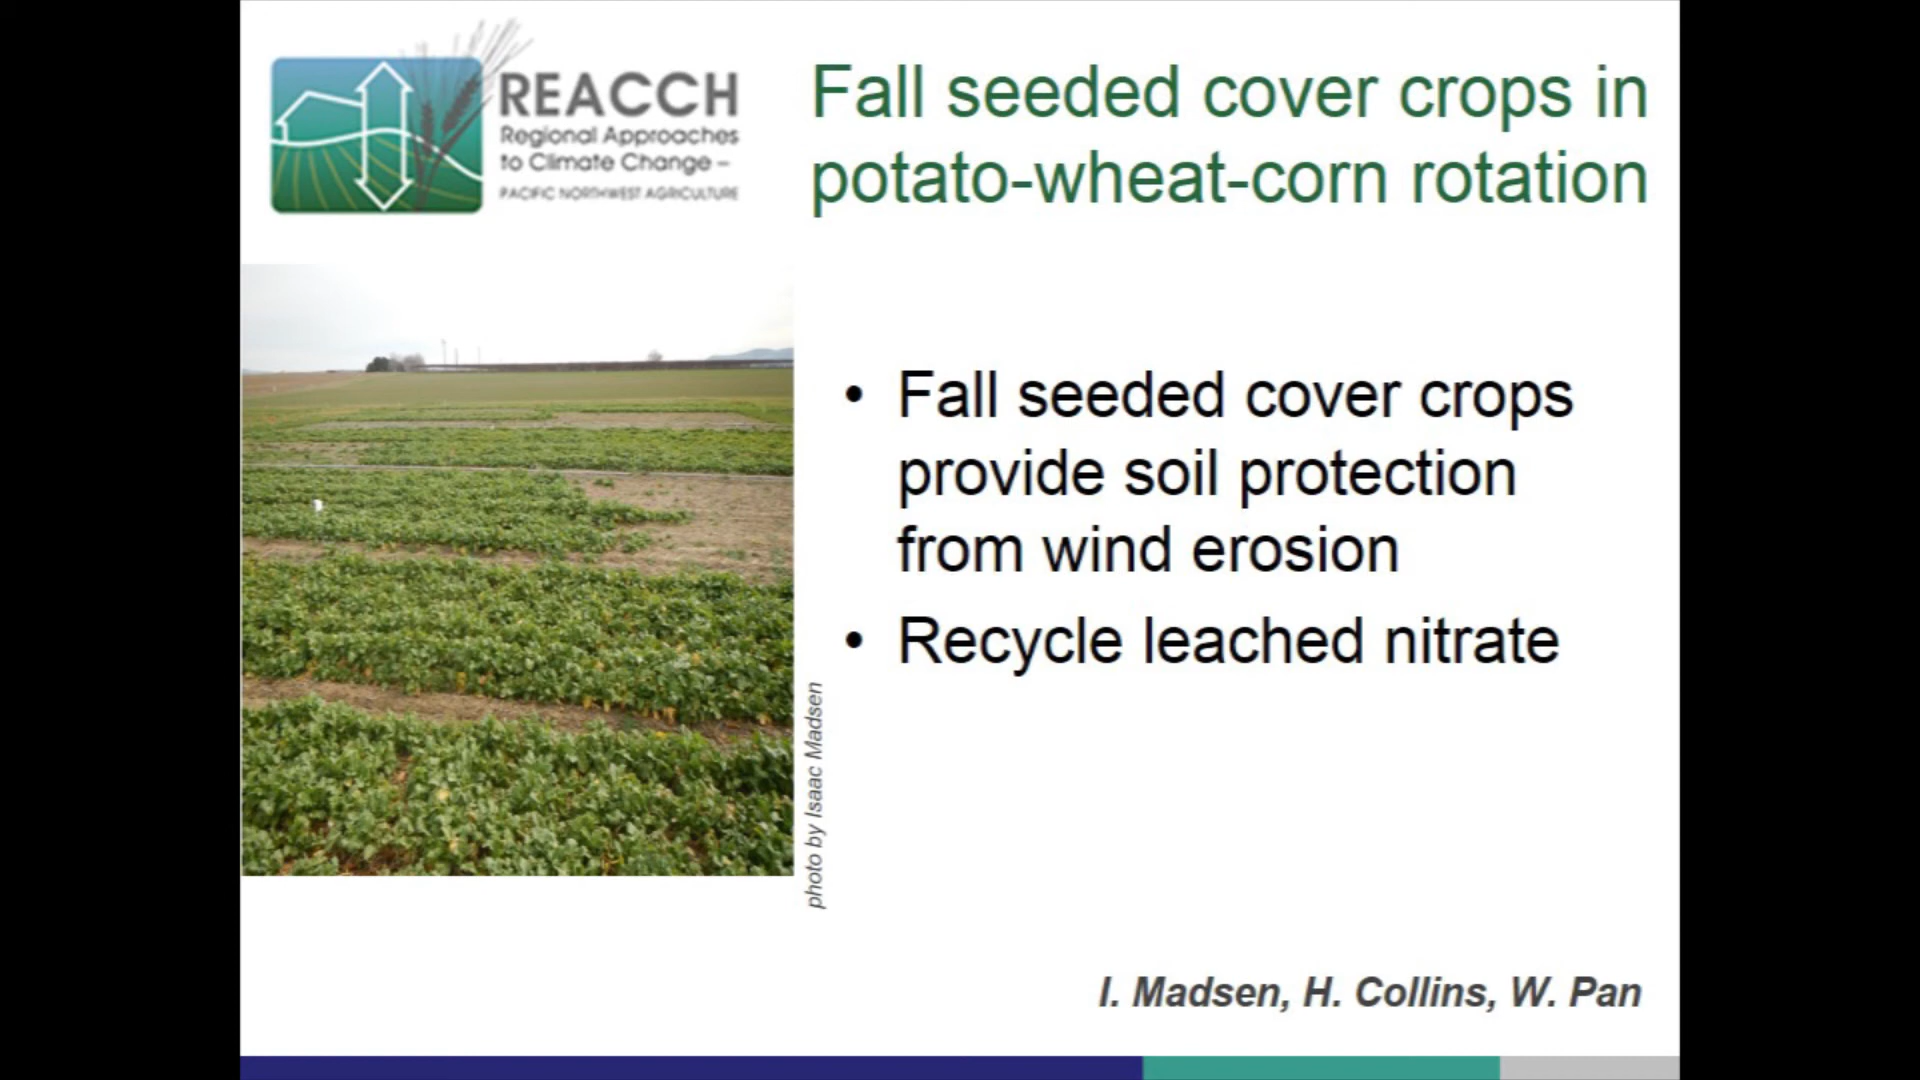 REACCH
Regional Approaches
to Climate Change –
PACIFIC NORTHWEST AGRICULTURE
Fall seeded cover crops in
potato-wheat-corn rotation
• Fall seeded cover crops
provide soil protection
from wind erosion
• Recycle leached nitrate
photo by Isaac Madsen
I. Madsen, H. Collins, W. Pan